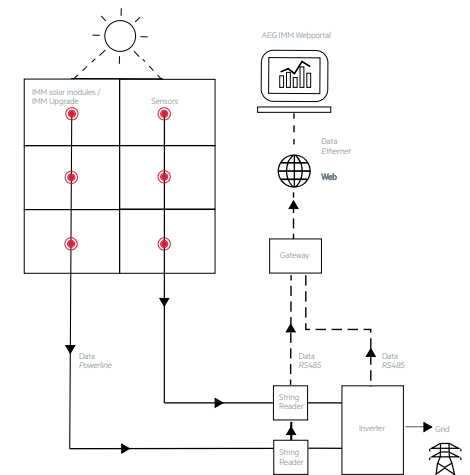 AEG IMM Webportal
IMM solar modules /
IMM Upgrade
Sensors
Data
Ethernet
Web
Gateway
Data
Powerline
Data
RS485
Data
RS485
String
Reader
Inverter
Grid
String
Reader